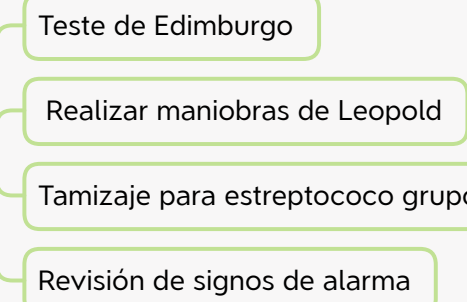 Teste de Edimburgo
Realizar maniobras de Leopold
Tamizaje para estreptococo grupo
Revisión de signos de alarma